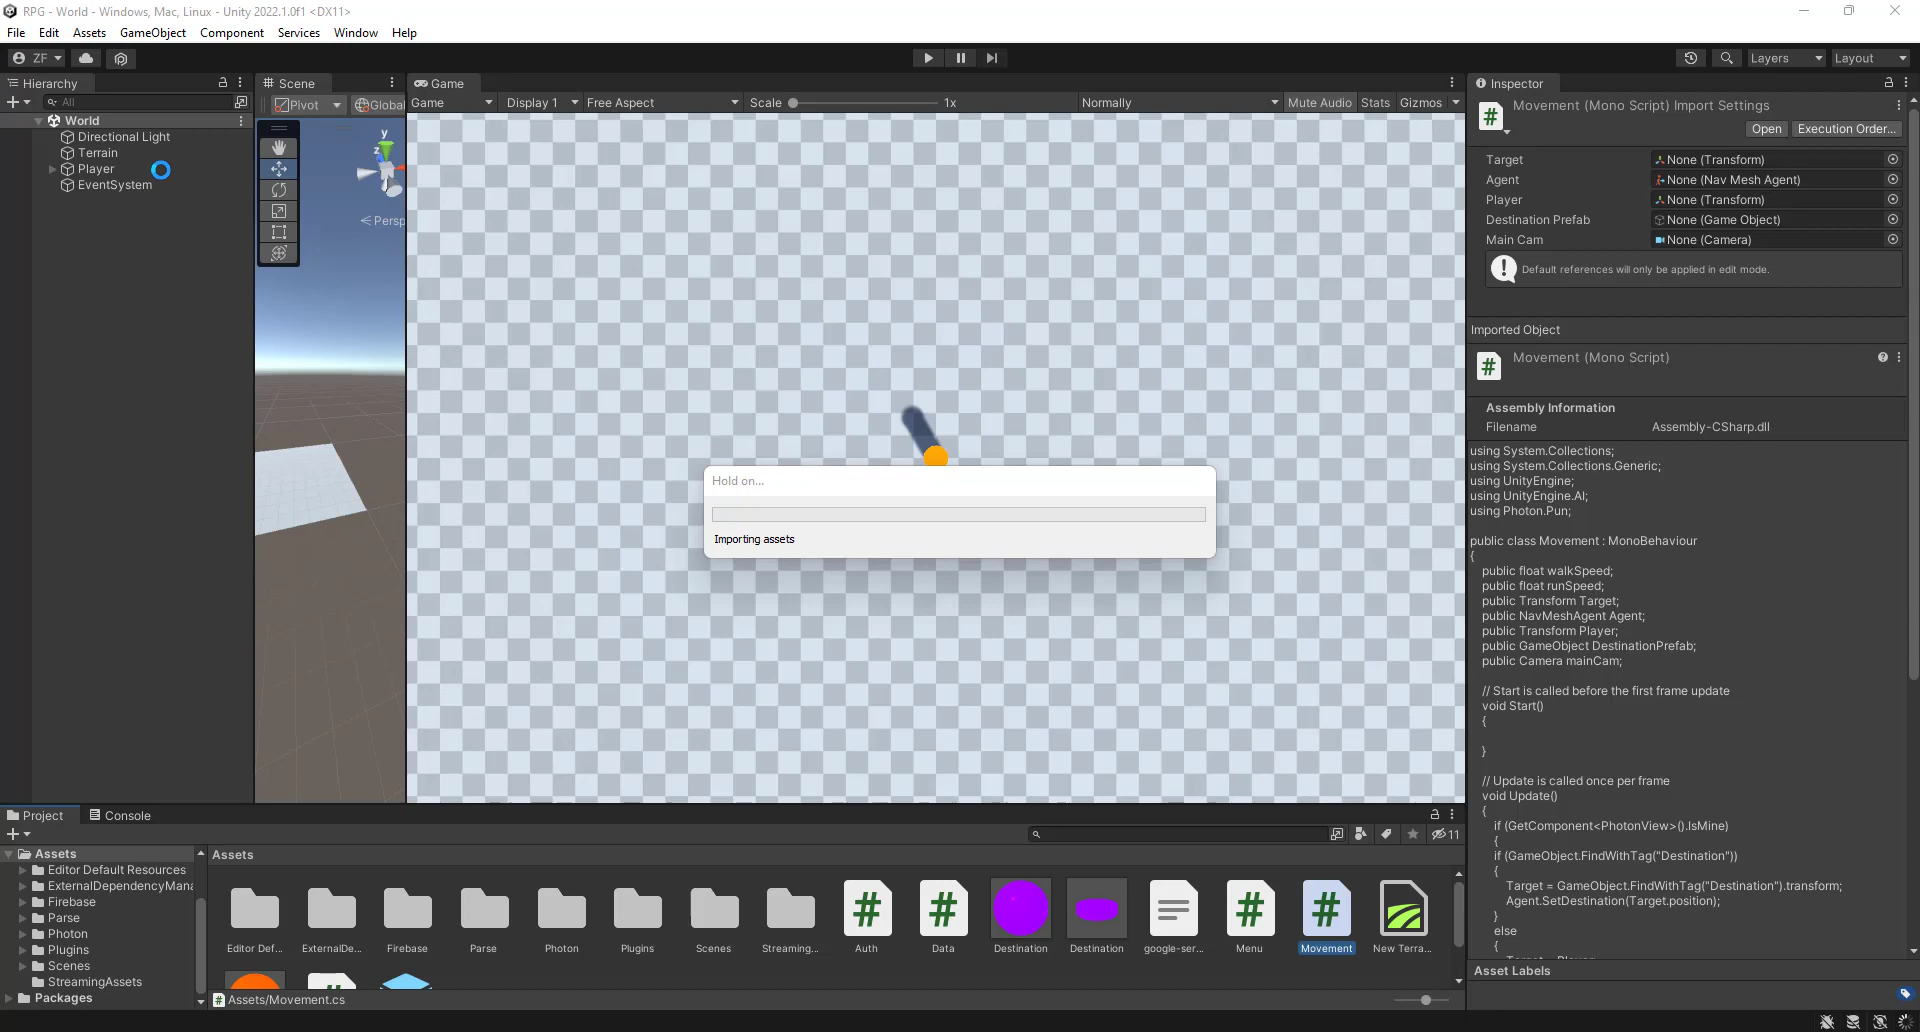 RPG - World - Windows, Mac, Linux - Unity 2022.1.0f1 <DX11>
File Edit Assets GameObject Component Services Window Help
ZF
Layers
Layout
Hierarchy
All
World
Directional Light
Terrain
Player
EventSystem
Scene
Pivot
Global
y
z
Persp
Game
Game
Display 1
Free Aspect
Scale
1x
Normally
Mute Audio
Stats
Gizmos
Hold on...
Importing assets
Inspector
Movement (Mono Script) Import Settings
Open
Execution Order...
Target None (Transform)
Agent None (Nav Mesh Agent)
Player None (Transform)
Destination Prefab None (Game Object)
Main Cam None (Camera)
Default references will only be applied in edit mode.
Imported Object
Movement (Mono Script)
Assembly Information
Filename Assembly-CSharp.dll
using System.Collections;
using System.Collections.Generic;
using UnityEngine;
using UnityEngine.AI;
using Photon.Pun;
public class Movement : MonoBehaviour
{
public float walkSpeed;
public float runSpeed;
public Transform Target;
public NavMeshAgent Agent;
public Transform Player;
public GameObject DestinationPrefab;
public Camera mainCam;
// Start is called before the first frame update
void Start()
{
}
// Update is called once per frame
void Update()
{
if (GetComponent<PhotonView>().IsMine)
{
if (GameObject.FindWithTag("Destination"))
{
Target = GameObject.FindWithTag("Destination").transform;
Agent.SetDestination(Target.position);
}
else
{
Asset Labels
Project
Console
11
Assets
Editor Default Resources
ExternalDependencyMana
Firebase
Parse
Photon
Plugins
Scenes
StreamingAssets
Packages
Assets
Editor Def...
ExternalDe...
Firebase
Parse
Photon
Plugins
Scenes
Streaming...
Auth
Data
Destination
Destination
google-ser...
Menu
Movement
New Terra...
Assets/Movement.cs